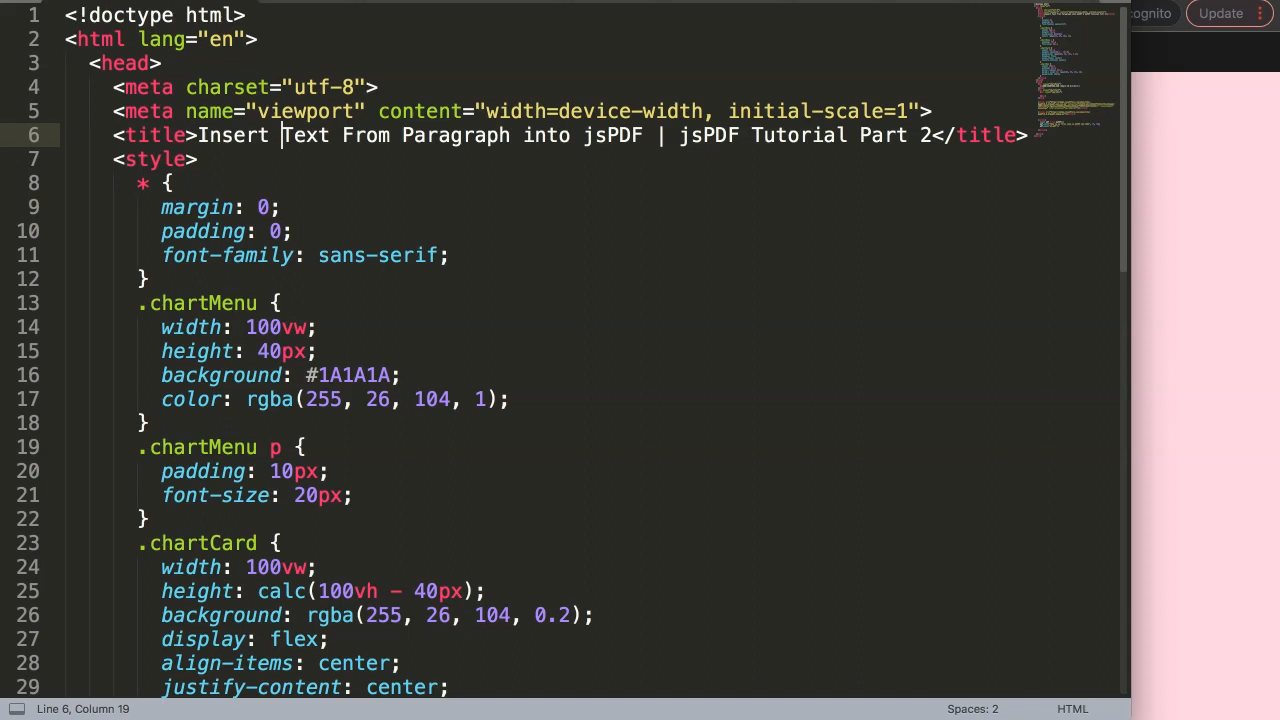 1 <!doctype html>
2 <html lang="en">
3 <head>
4 <meta charset="utf-8">
5 <meta name="viewport" content="width=device-width, initial-scale=1">
6 <title>Insert Text From Paragraph into jsPDF | jsPDF Tutorial Part 2</title>
7 <style>
8 * {
9 margin: 0;
10 padding: 0;
11 font-family: sans-serif;
12 }
13 .chartMenu {
14 width: 100vw;
15 height: 40px;
16 background: #1A1A1A;
17 color: rgba(255, 26, 104, 1);
18 }
19 .chartMenu p {
20 padding: 10px;
21 font-size: 20px;
22 }
23 .chartCard {
24 width: 100vw;
25 height: calc(100vh - 40px);
26 background: rgba(255, 26, 104, 0.2);
27 display: flex;
28 align-items: center;
29 justify-content: center;
Line 6, Column 19
Spaces: 2
HTML
cognito
Update